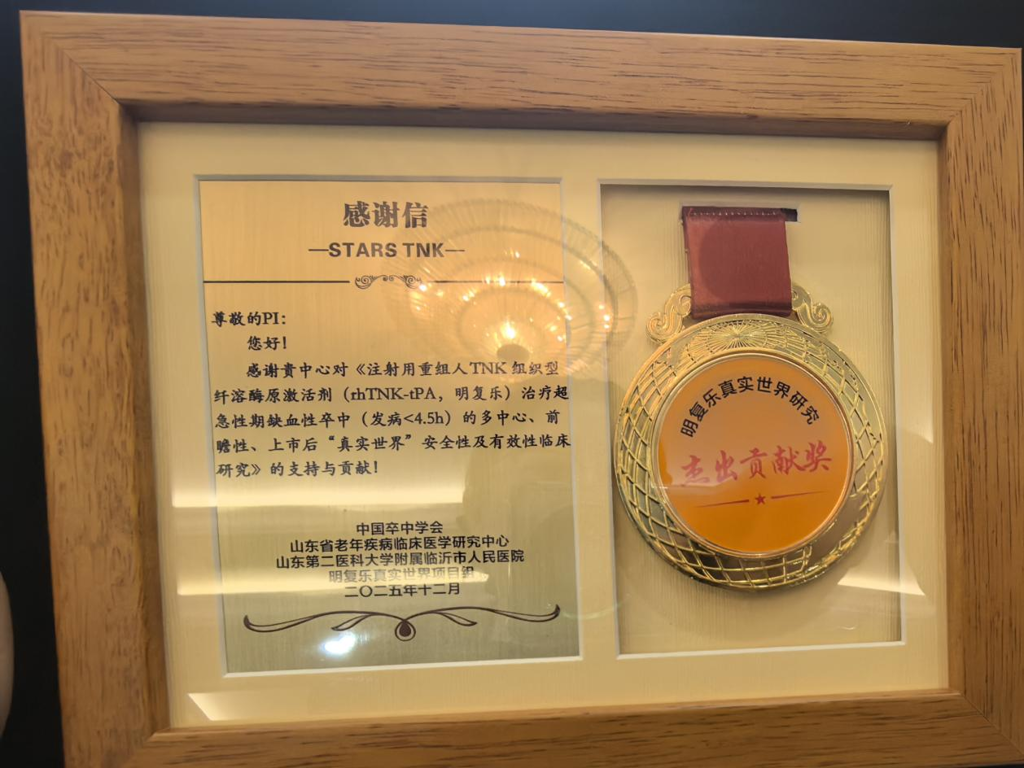 感谢信
—STARS TNK—
尊敬的PI：
您好！
感谢贵中心对《注射用重组人TNK组织型
纤溶酶原激活剂（rhTNK-tPA，明复乐）治疗超
急性期缺血性卒中（发病<4.5h）的多中心、前
瞻性、上市后“真实世界”安全性及有效性临床
研究》的支持与贡献！
中国卒中学会
山东省老年疾病临床医学研究中心
山东第二医科大学附属临沂市人民医院
明复乐真实世界项目组
二〇二五年十二月
明复乐真实世界研究
杰出贡献奖